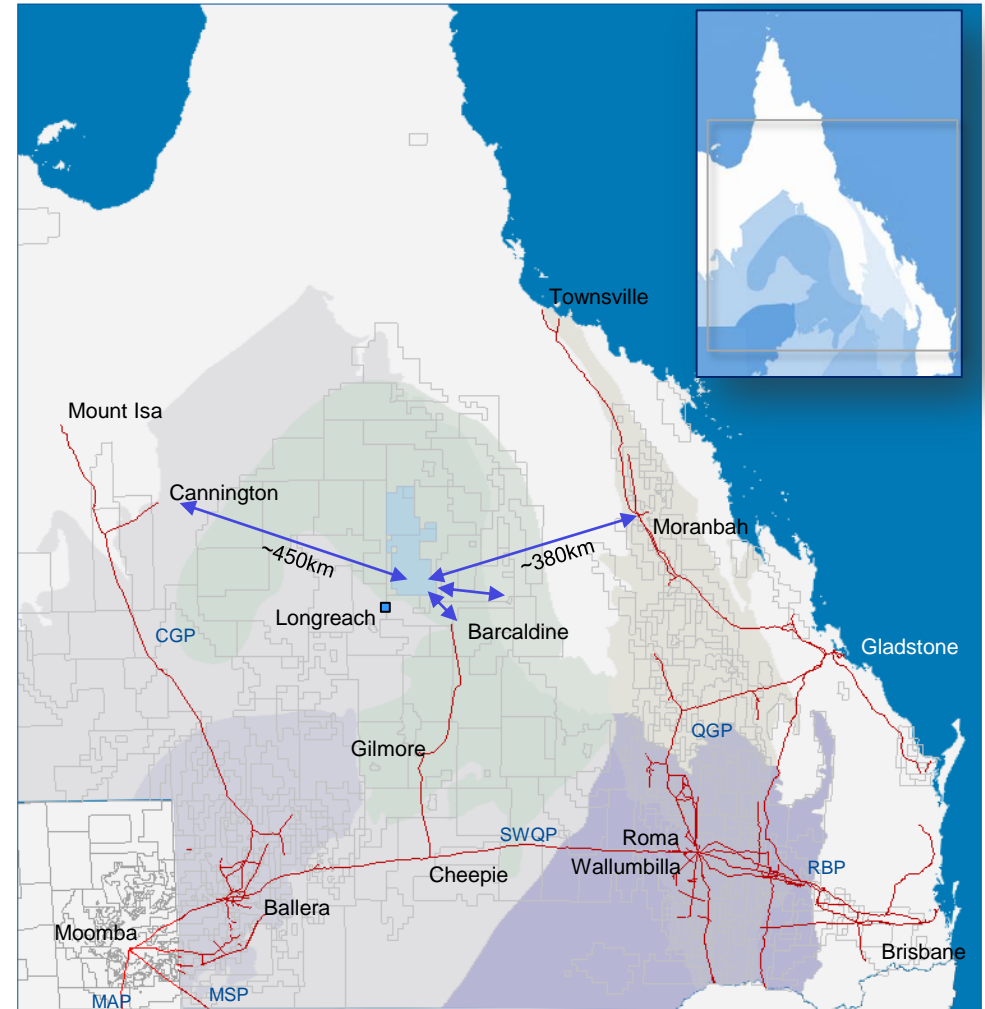 Townsville
Mount Isa
Cannington
Moranbah
~450km
~380km
Longreach
Barcaldine
CGP
Gladstone
Gilmore
QGP
SWQP
Roma
Wallumbilla
RBP
Cheepie
Ballera
Moomba
Brisbane
MAP
MSP